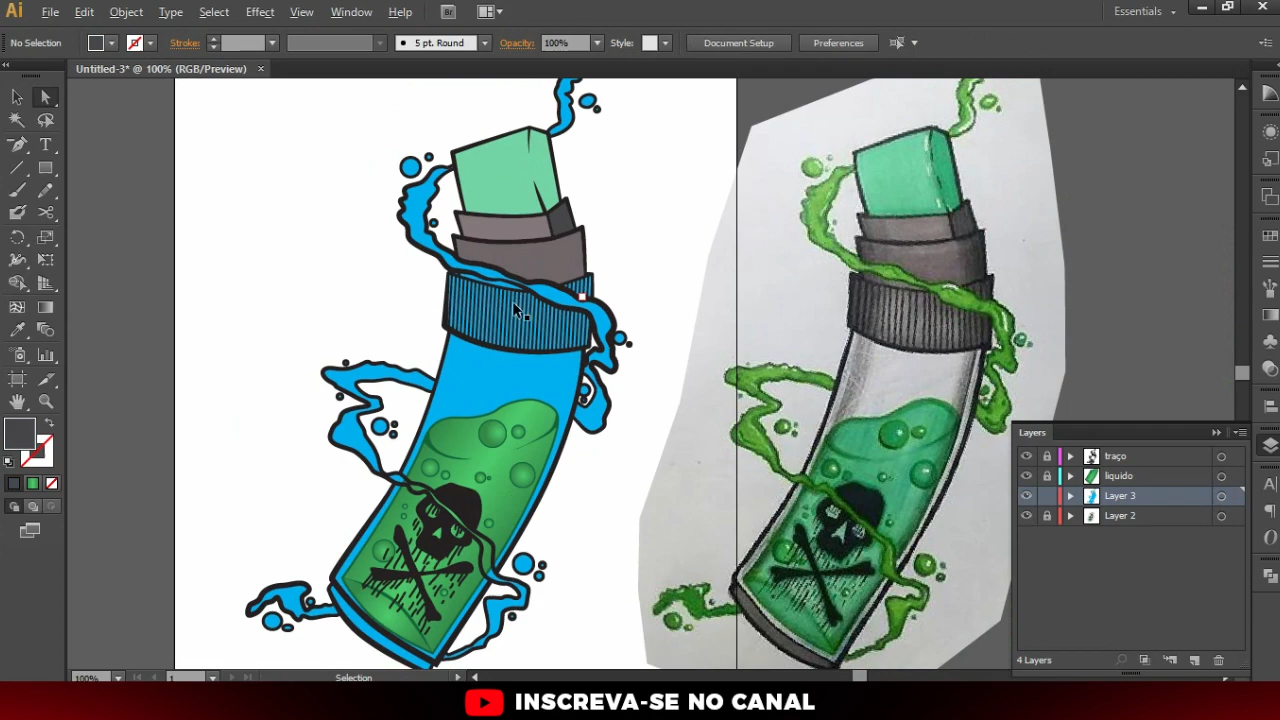 Ai File Edit Object Type Select Effect View Window Help Br Essentials
No Selection Stroke: 5 pt. Round Opacity: 100% Style: Document Setup Preferences
Untitled-3* @ 100% (RGB/Preview)
Layers
traço
liquido
Layer 3
Layer 2
4 Layers
100% 1 Selection
INSCREVA-SE NO CANAL